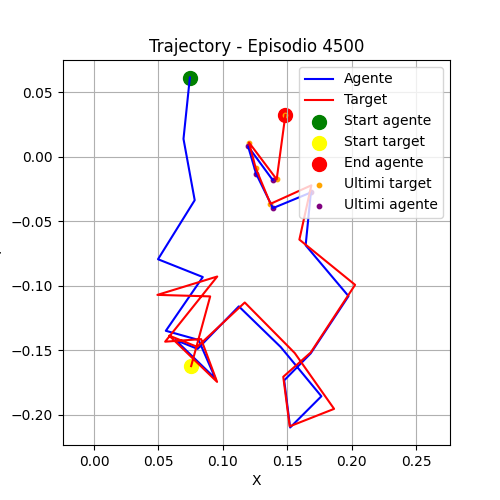 Trajectory - Episodio 4500
Agente
Target
Start agente
Start target
End agente
Ultimi target
Ultimi agente
0.05
0.00
−0.05
−0.10
−0.15
−0.20
0.00
0.05
0.10
0.15
0.20
0.25
X